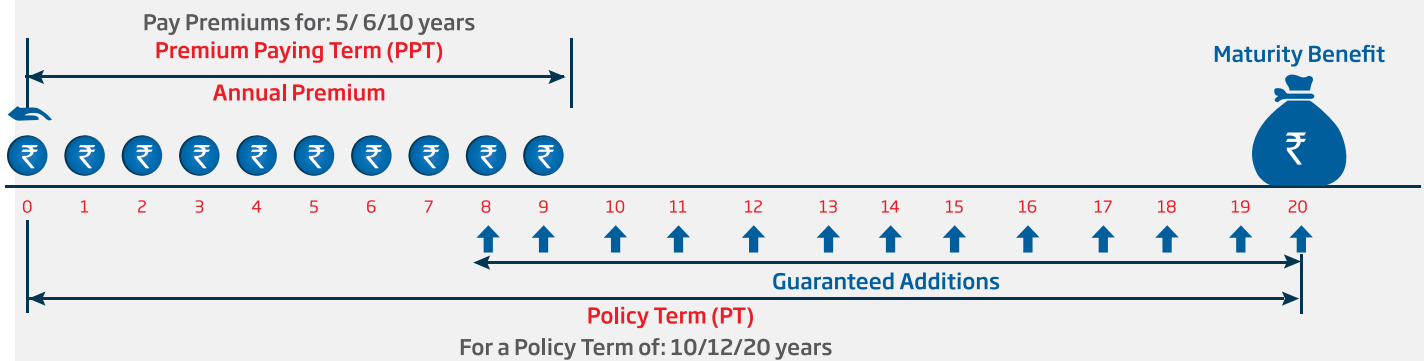 Pay Premiums for: 5/ 6/10 years
Premium Paying Term (PPT)
Annual Premium
Maturity Benefit
₹ ₹ ₹ ₹ ₹ ₹ ₹ ₹ ₹ ₹ ₹
0 1 2 3 4 5 6 7 8 9 10 11 12 13 14 15 16 17 18 19 20
Guaranteed Additions
Policy Term (PT)
For a Policy Term of: 10/12/20 years